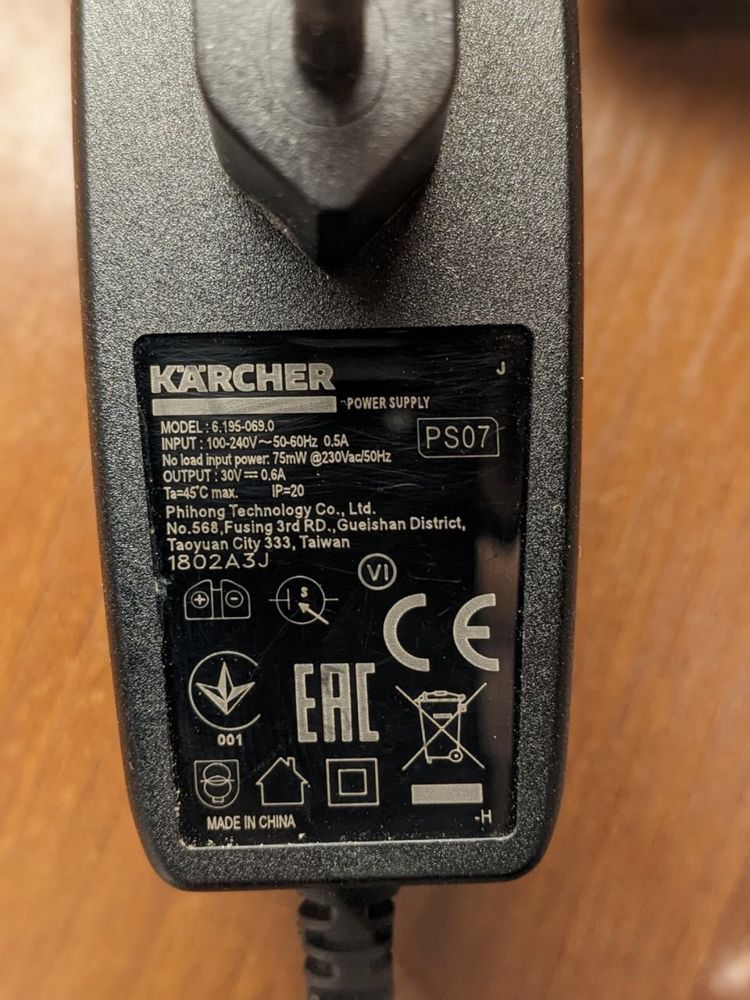 KÄRCHER
J
POWER SUPPLY
MODEL : 6.195-069.0
PS07
INPUT : 100-240V～50-60Hz 0.5A
No load input power: 75mW @230Vac/50Hz
OUTPUT : 30V⎓0.6A
Ta=45°C max. IP=20
Phihong Technology Co., Ltd.
No.568,Fusing 3rd RD.,Gueishan District,
Taoyuan City 333, Taiwan
1802A3J
VI
+ -
S
CE
001
EAC
MADE IN CHINA
-H